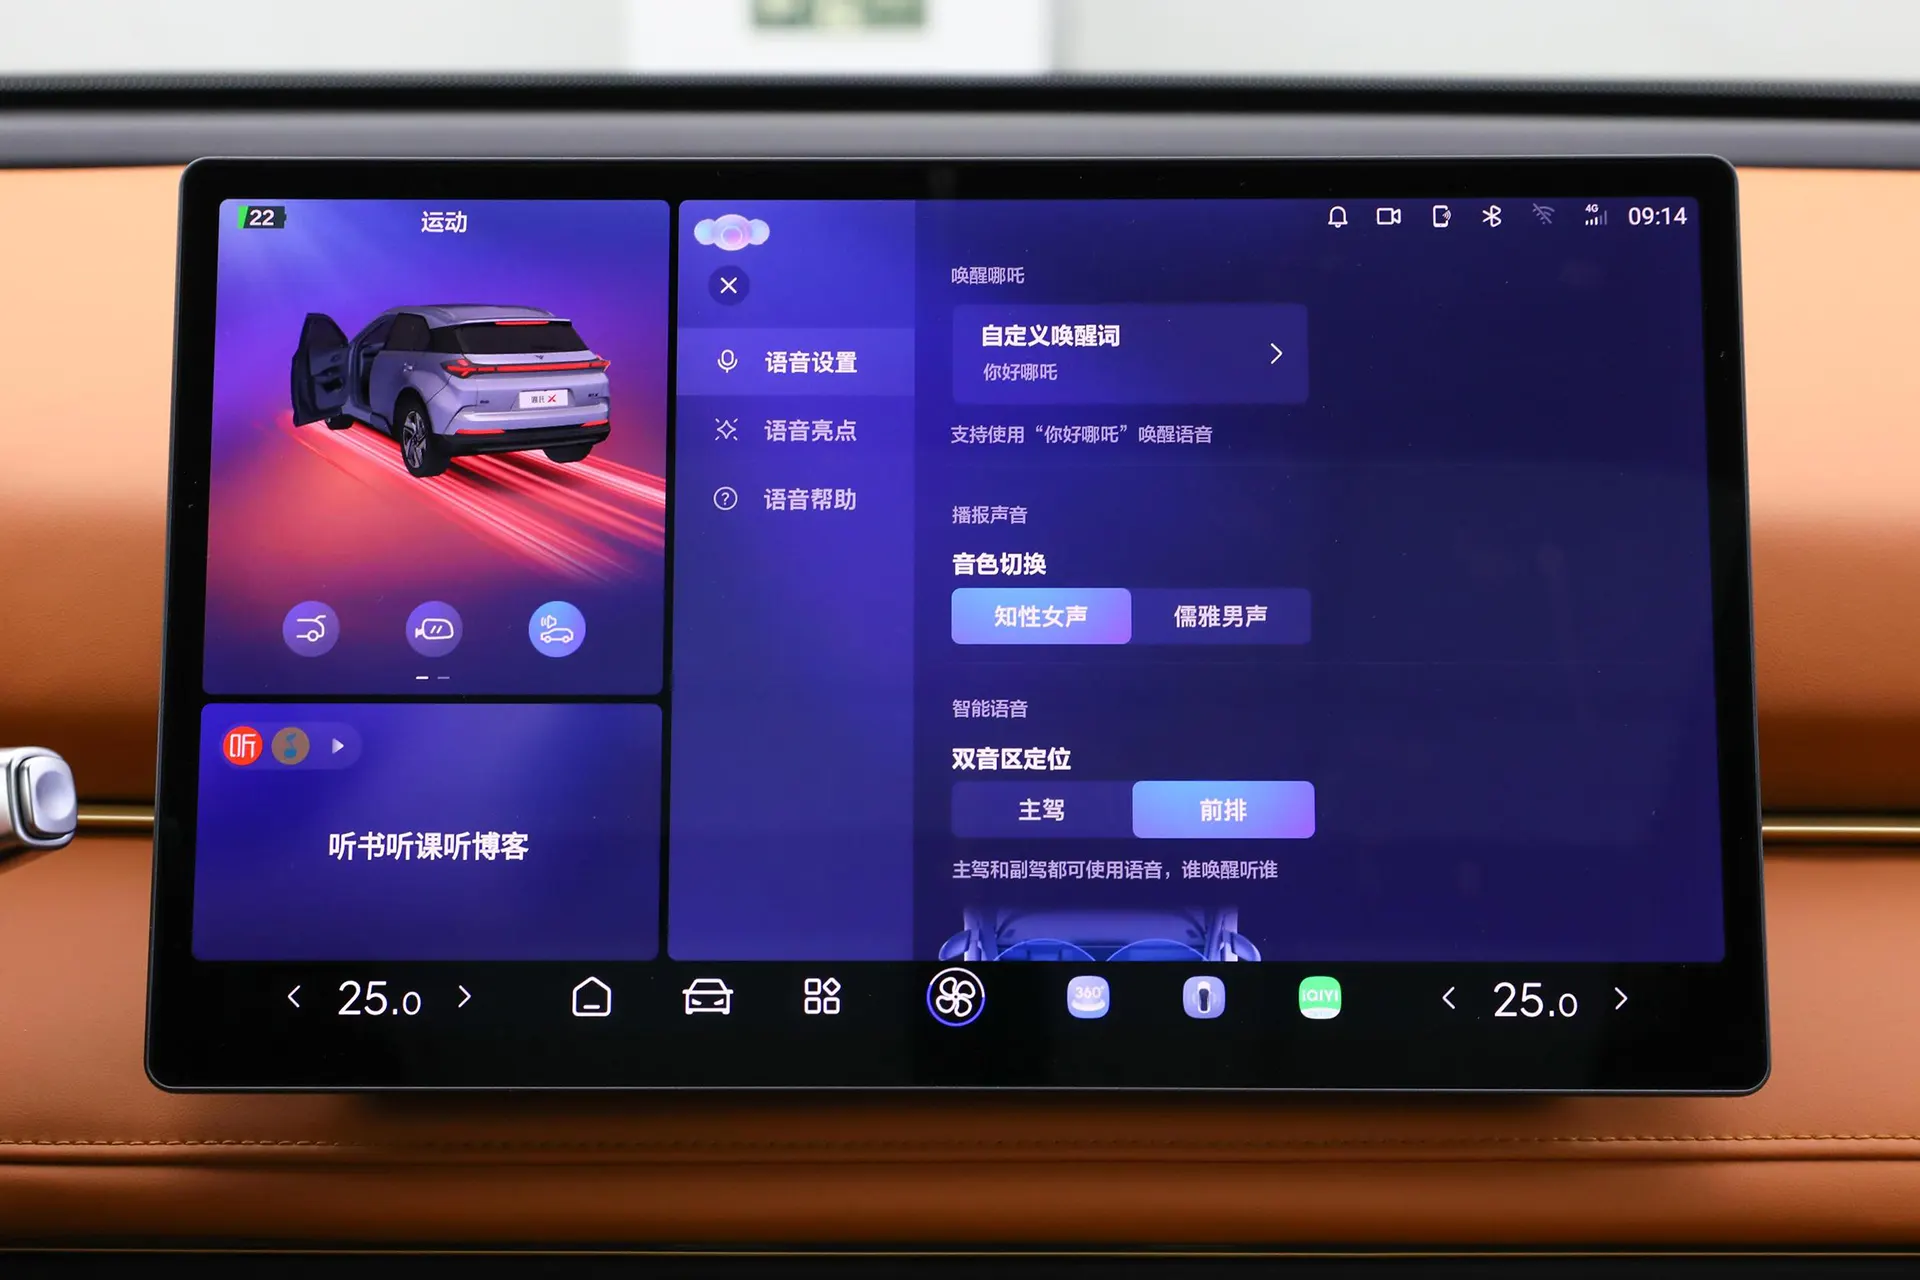 22
运动
哪吒X
听
听书听课听博客
语音设置
语音亮点
语音帮助
4G
09:14
唤醒哪吒
自定义唤醒词
你好哪吒
支持使用“你好哪吒”唤醒语音
播报声音
音色切换
知性女声
儒雅男声
智能语音
双音区定位
主驾
前排
主驾和副驾都可使用语音，谁唤醒听谁
25.0
360°
iQIYI
25.0